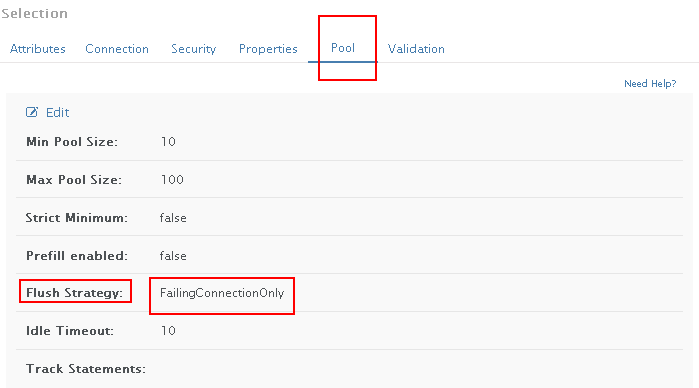 Selection
Attributes Connection Security Properties Pool Validation
Need Help?
Edit
Min Pool Size: 10
Max Pool Size: 100
Strict Minimum: false
Prefill enabled: false
Flush Strategy: FailingConnectionOnly
Idle Timeout: 10
Track Statements: